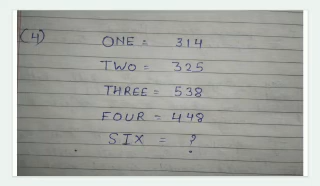 (4) ONE = 314
TWO = 325
THREE = 538
FOUR = 448
SIX = ?